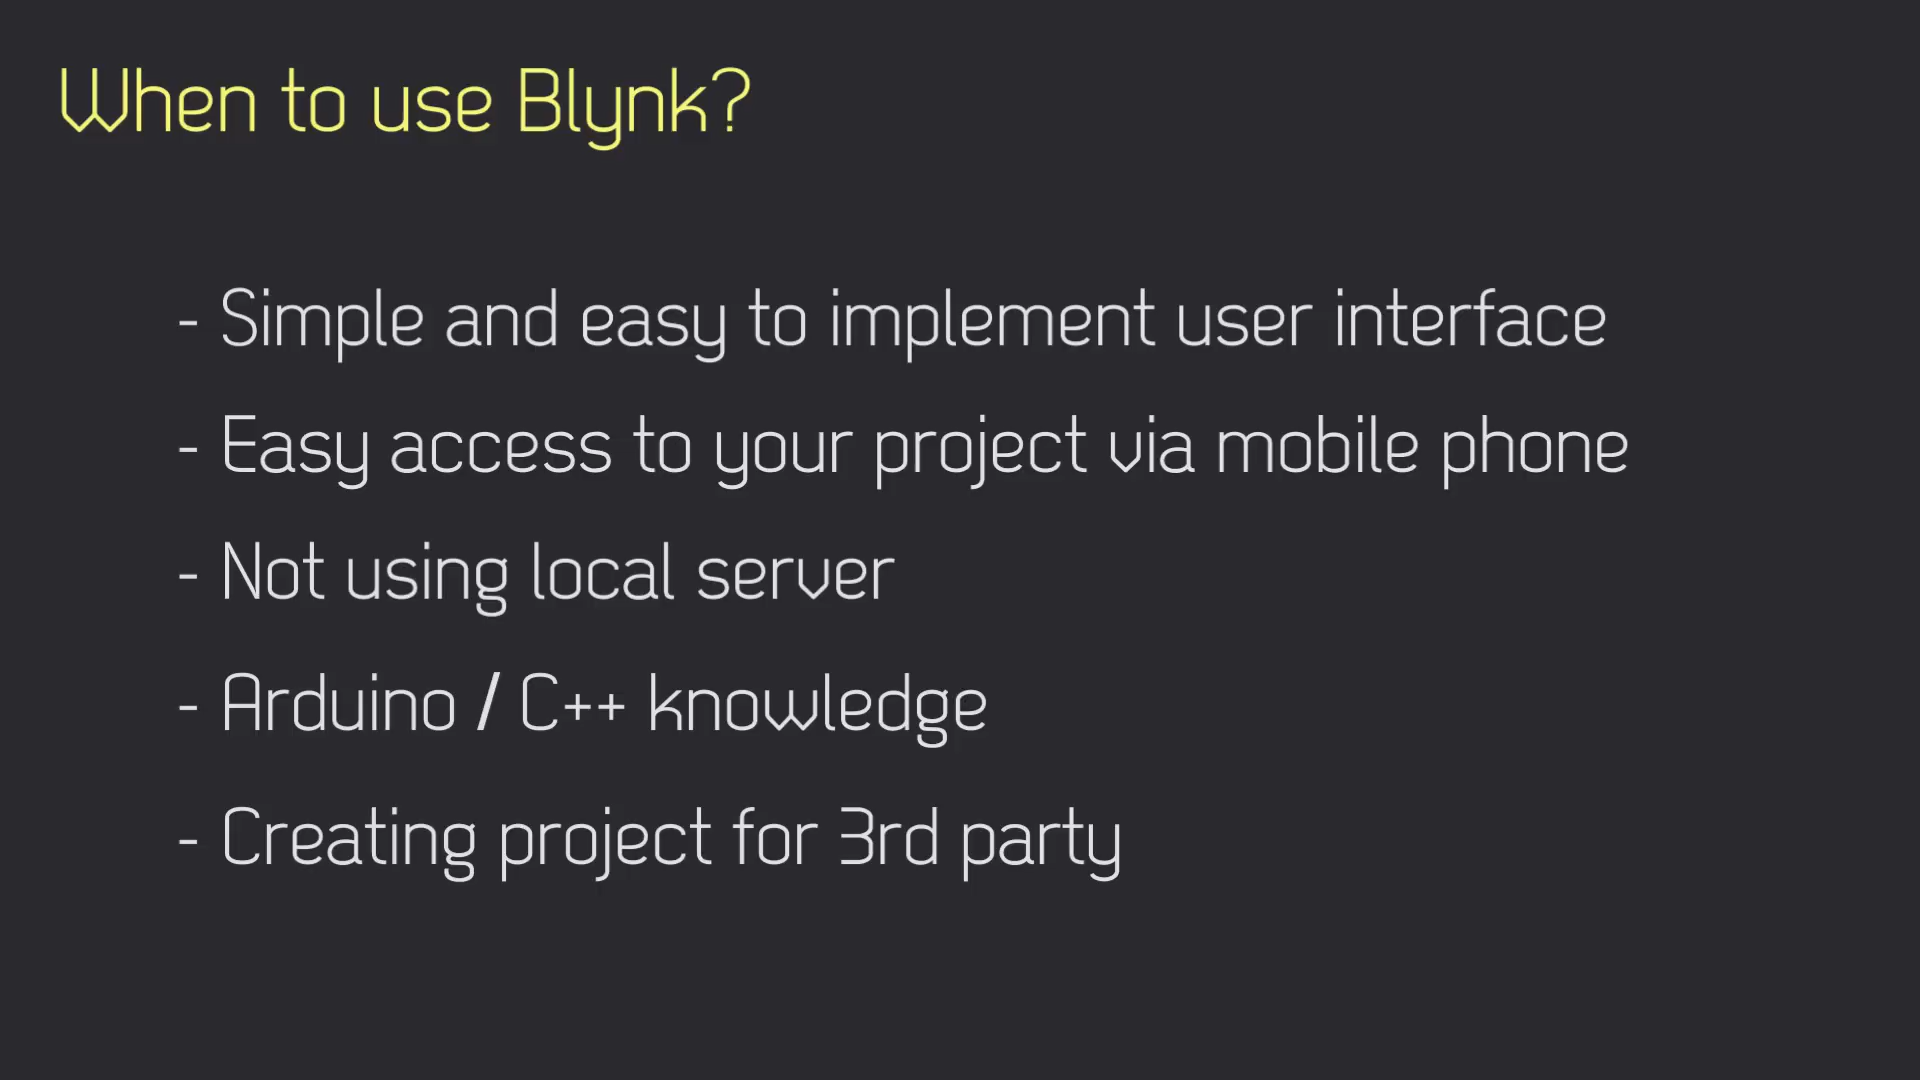 When to use Blynk?
- Simple and easy to implement user interface
- Easy access to your project via mobile phone
- Not using local server
- Arduino / C++ knowledge
- Creating project for 3rd party